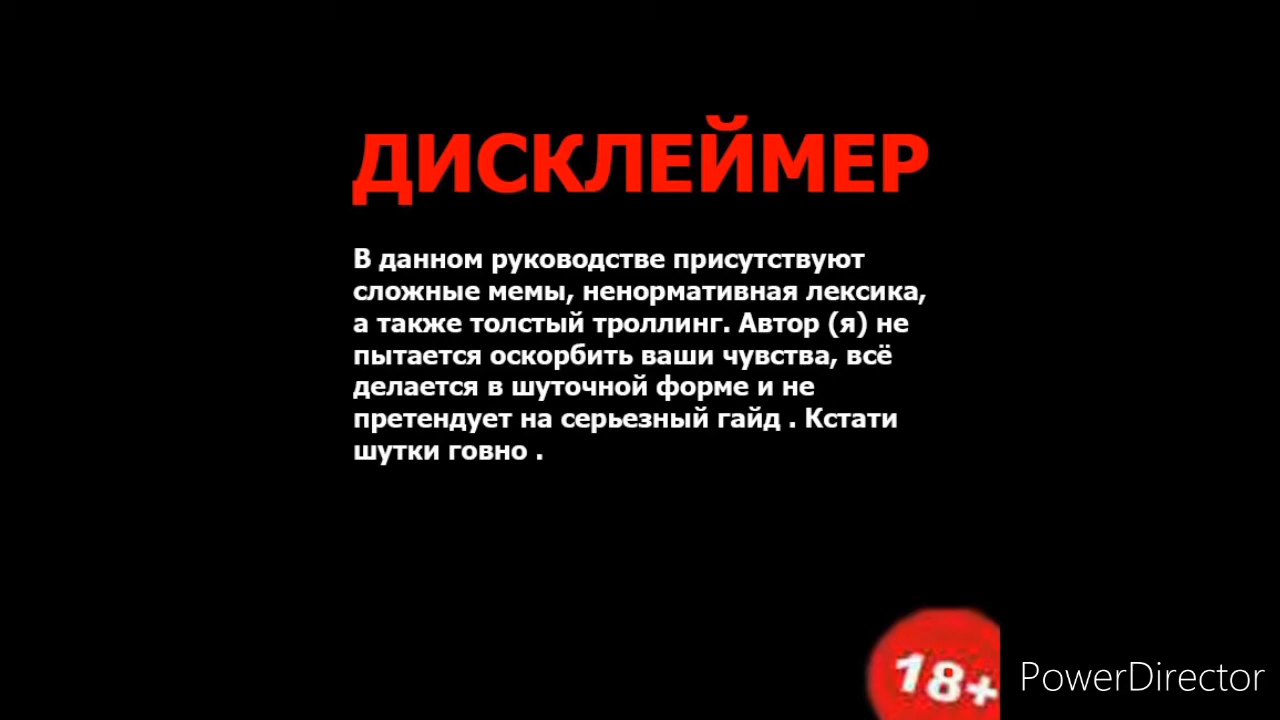 ДИСКЛЕЙМЕР
В данном руководстве присутствуют
сложные мемы, ненормативная лексика,
а также толстый троллинг. Автор (я) не
пытается оскорбить ваши чувства, всё
делается в шуточной форме и не
претендует на серьезный гайд . Кстати
шутки говно .
18+
PowerDirector